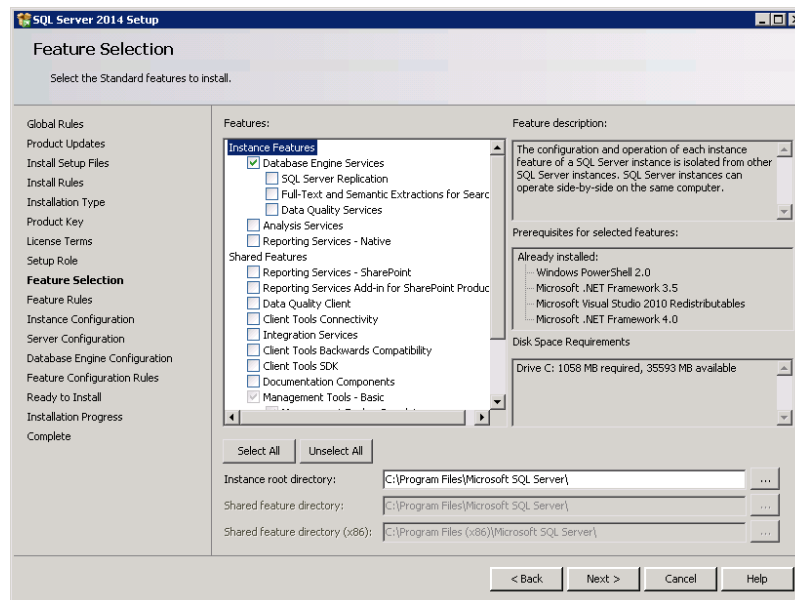 SQL Server 2014 Setup
Feature Selection
Select the Standard features to install.
Global Rules
Product Updates
Install Setup Files
Install Rules
Installation Type
Product Key
License Terms
Setup Role
Feature Selection
Feature Rules
Instance Configuration
Server Configuration
Database Engine Configuration
Feature Configuration Rules
Ready to Install
Installation Progress
Complete
Features:
Instance Features
Database Engine Services
SQL Server Replication
Full-Text and Semantic Extractions for Searc
Data Quality Services
Analysis Services
Reporting Services - Native
Shared Features
Reporting Services - SharePoint
Reporting Services Add-in for SharePoint Produc
Data Quality Client
Client Tools Connectivity
Integration Services
Client Tools Backwards Compatibility
Client Tools SDK
Documentation Components
Management Tools - Basic
Feature description:
The configuration and operation of each instance
feature of a SQL Server instance is isolated from other
SQL Server instances. SQL Server instances can
operate side-by-side on the same computer.
Prerequisites for selected features:
Already installed:
Windows PowerShell 2.0
Microsoft .NET Framework 3.5
Microsoft Visual Studio 2010 Redistributables
Microsoft .NET Framework 4.0
Disk Space Requirements
Drive C: 1058 MB required, 35593 MB available
Select All
Unselect All
Instance root directory:
C:\Program Files\Microsoft SQL Server\
...
Shared feature directory:
C:\Program Files\Microsoft SQL Server\
...
Shared feature directory (x86):
C:\Program Files (x86)\Microsoft SQL Server\
...
< Back
Next >
Cancel
Help